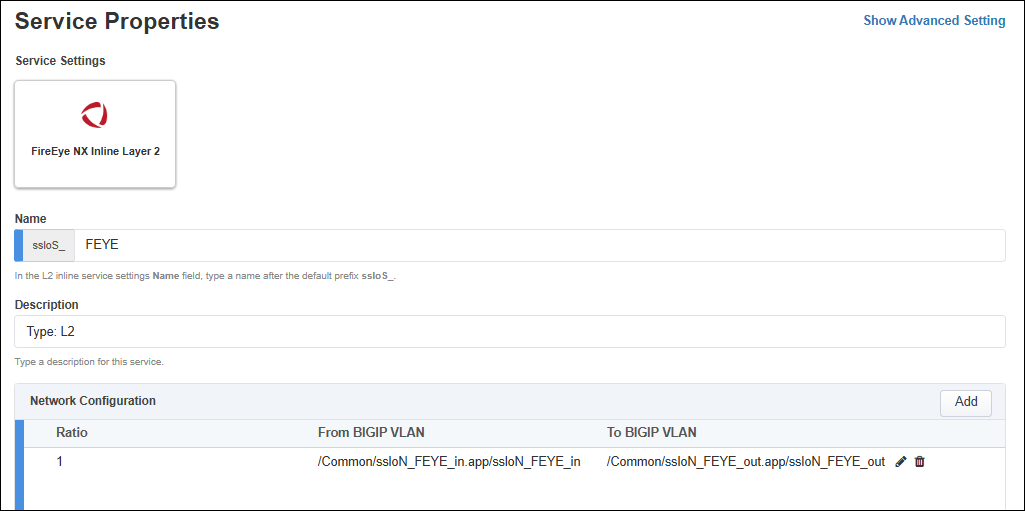 Service Properties
Show Advanced Setting
Service Settings
FireEye NX Inline Layer 2
Name
ssloS_ FEYE
In the L2 inline service settings Name field, type a name after the default prefix ssloS_.
Description
Type: L2
Type a description for this service.
Network Configuration
Add
Ratio From BIGIP VLAN To BIGIP VLAN
1 /Common/ssloN_FEYE_in.app/ssloN_FEYE_in /Common/ssloN_FEYE_out.app/ssloN_FEYE_out